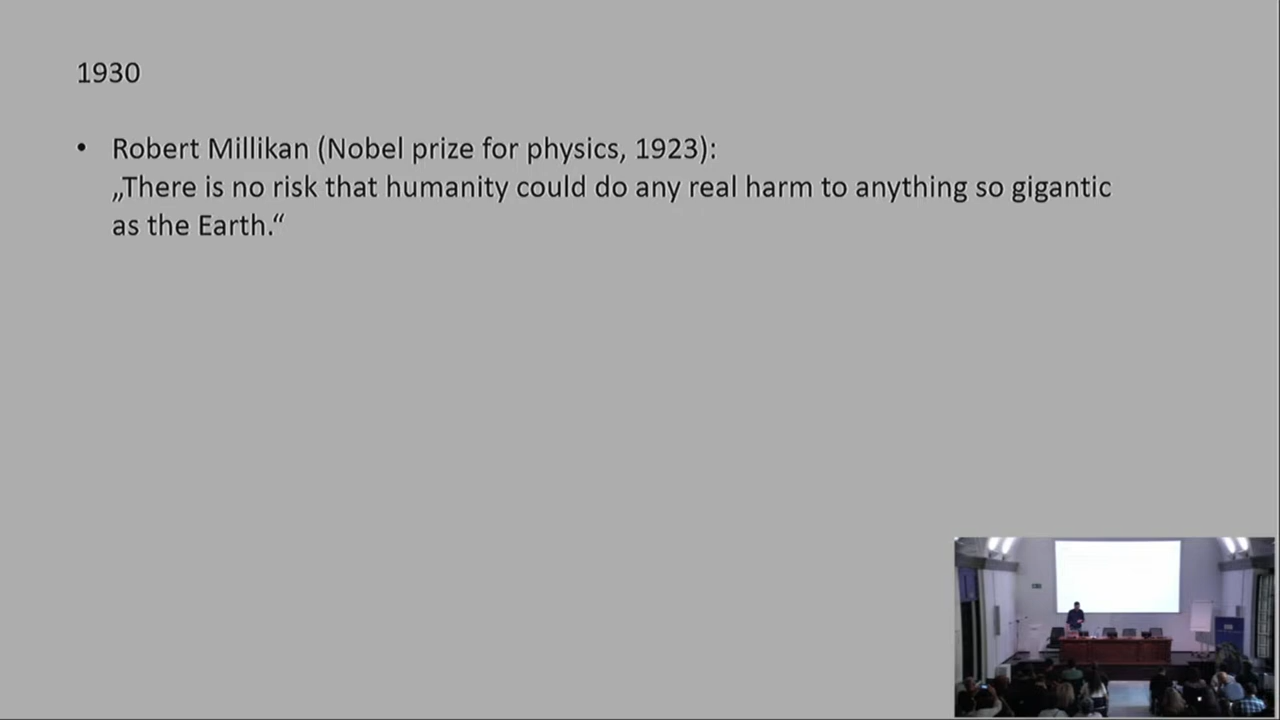 1930
• Robert Millikan (Nobel prize for physics, 1923):
„There is no risk that humanity could do any real harm to anything so gigantic
as the Earth.“